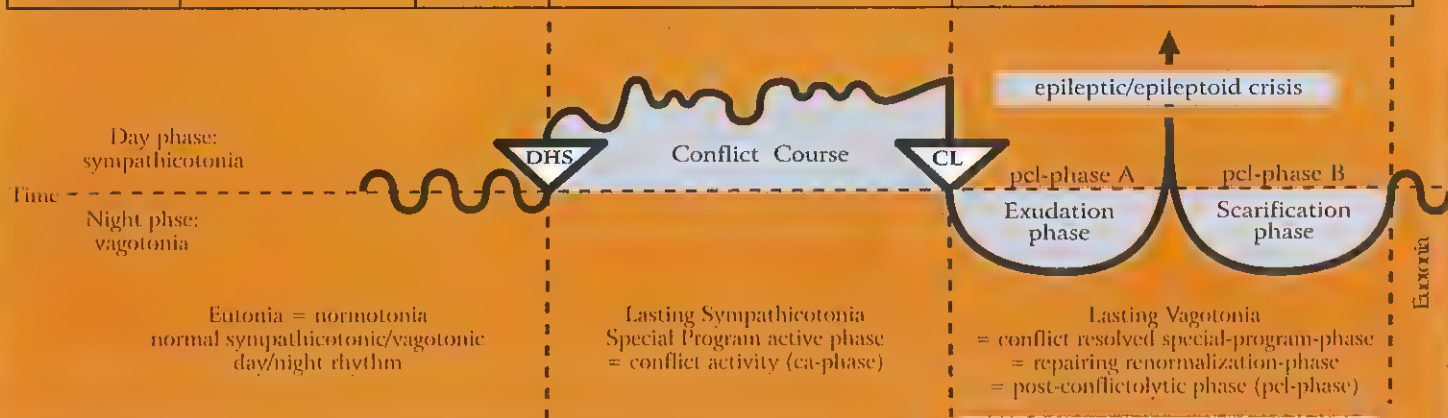 epileptic/epileptoid crisis
Day phase:
sympathicotonia
DHS
Conflict Course
CL
pcl-phase A
pcl-phase B
Time
Night phse:
vagotonia
Exudation
phase
Scarification
phase
Eutonia
Eutonia = normotonia
normal sympathicotonic/vagotonic
day/night rhythm
Lasting Sympathicotonia
Special Program active phase
= conflict activity (ca-phase)
Lasting Vagotonia
= conflict resolved special-program-phase
= repairing renormalization-phase
= post-conflictolytic phase (pcl-phase)